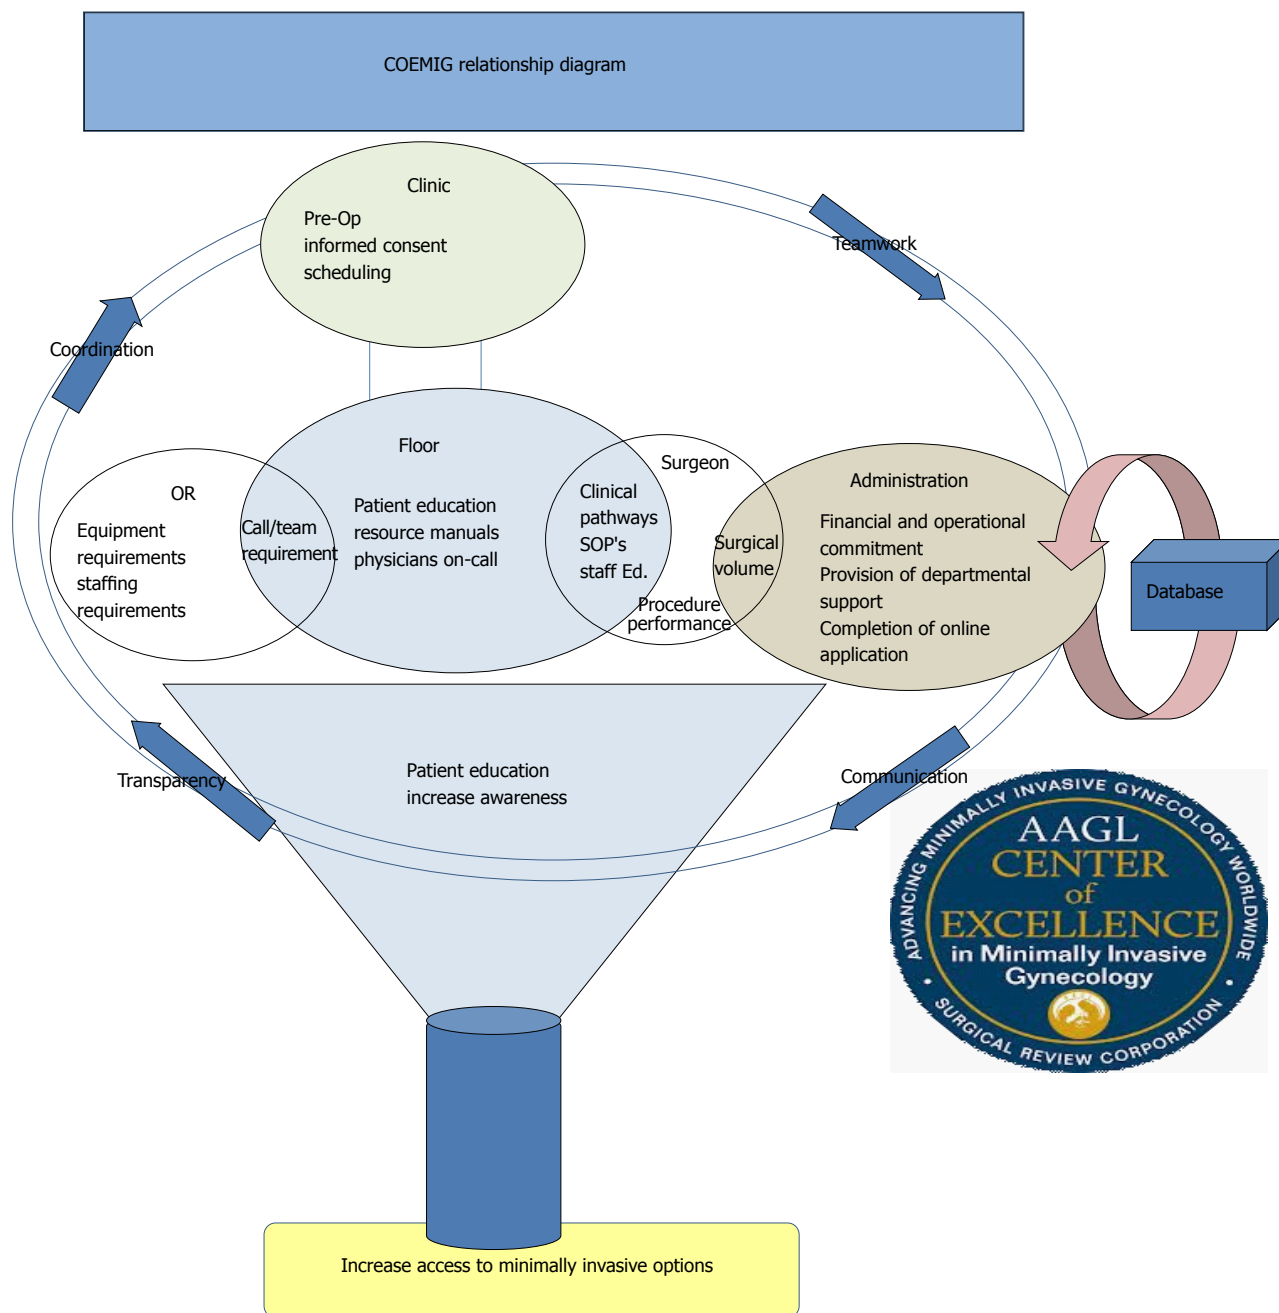 COEMIG relationship diagram
Clinic
Pre-Op
informed consent
scheduling
Teamwork
Coordination
Floor
Patient education
resource manuals
physicians on-call
OR
Equipment
requirements
staffing
requirements
Call/team
requirement
Clinical
pathways
SOP's
staff Ed.
Surgeon
Procedure
performance
Surgical
volume
Administration
Financial and operational
commitment
Provision of departmental
support
Completion of online
application
Database
Transparency
Communication
Patient education
increase awareness
ADVANCING MINIMALLY INVASIVE GYNECOLOGY WORLDWIDE
AAGL
CENTER
of
EXCELLENCE
in Minimally Invasive
Gynecology
• SURGICAL REVIEW CORPORATION •
Increase access to minimally invasive options